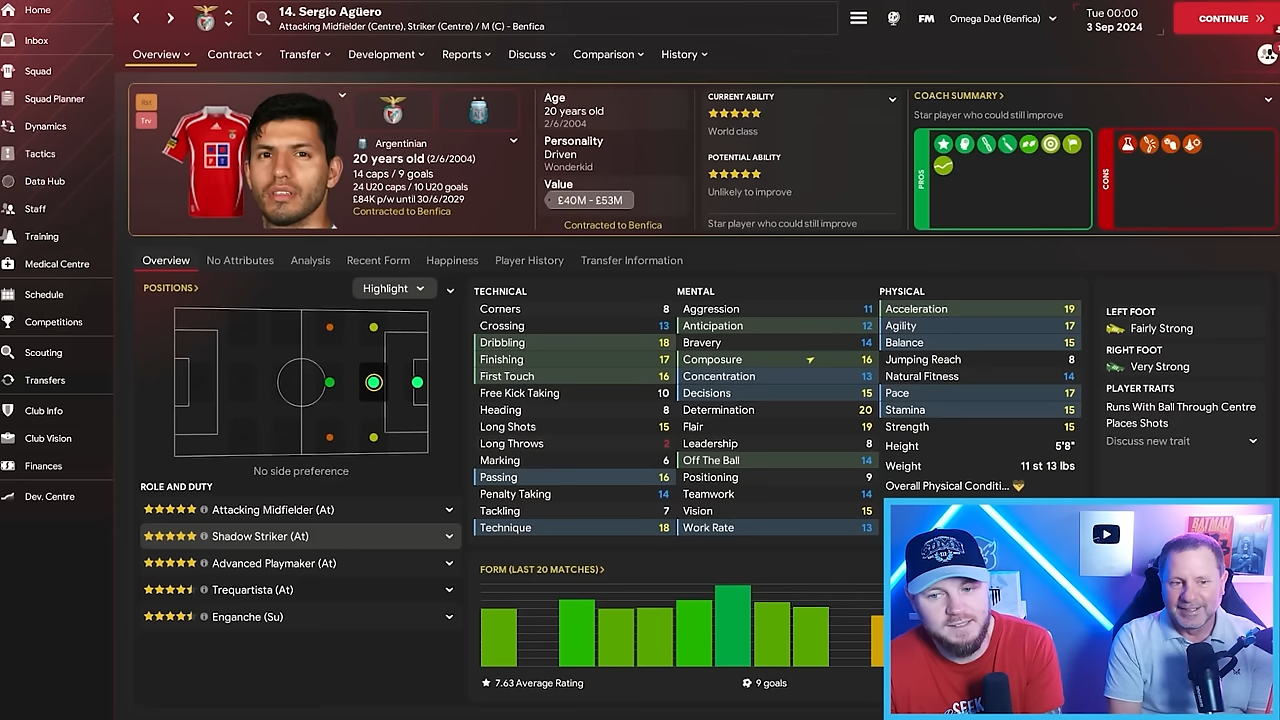 Home
Inbox
Squad
Squad Planner
Dynamics
Tactics
Data Hub
Staff
Training
Medical Centre
Schedule
Competitions
Scouting
Transfers
Club Info
Club Vision
Finances
Dev. Centre
14. Sergio Agüero
Attacking Midfielder (Centre), Striker (Centre) / M (C) - Benfica
FM
Omega Dad (Benfica)
Tue 00:00
3 Sep 2024
CONTINUE
Overview
Contract
Transfer
Development
Reports
Discuss
Comparison
History
Rst
Trv
Argentinian
20 years old (2/6/2004)
14 caps / 9 goals
24 U20 caps / 10 U20 goals
£84K p/w until 30/6/2029
Contracted to Benfica
Age
20 years old
2/6/2004
Personality
Driven
Wonderkid
Value
£40M - £53M
Contracted to Benfica
CURRENT ABILITY
World class
POTENTIAL ABILITY
Unlikely to improve
Star player who could still improve
COACH SUMMARY >
Star player who could still improve
PROS
CONS
Overview
No Attributes
Analysis
Recent Form
Happiness
Player History
Transfer Information
POSITIONS >
Highlight
No side preference
ROLE AND DUTY
Attacking Midfielder (At)
Shadow Striker (At)
Advanced Playmaker (At)
Trequartista (At)
Enganche (Su)
TECHNICAL
Corners 8
Crossing 13
Dribbling 18
Finishing 17
First Touch 16
Free Kick Taking 10
Heading 8
Long Shots 15
Long Throws 2
Marking 6
Passing 16
Penalty Taking 14
Tackling 7
Technique 18
MENTAL
Aggression 11
Anticipation 12
Bravery 14
Composure 16
Concentration 13
Decisions 15
Determination 20
Flair 19
Leadership 8
Off The Ball 14
Positioning 9
Teamwork 14
Vision 15
Work Rate 13
PHYSICAL
Acceleration 19
Agility 17
Balance 15
Jumping Reach 8
Natural Fitness 14
Pace 17
Stamina 15
Strength 15
Height 5'8"
Weight 11 st 13 lbs
Overall Physical Conditi...
LEFT FOOT
Fairly Strong
RIGHT FOOT
Very Strong
PLAYER TRAITS
Runs With Ball Through Centre
Places Shots
Discuss new trait
FORM (LAST 20 MATCHES) >
7.63 Average Rating
9 goals
BATMAN
SEEK